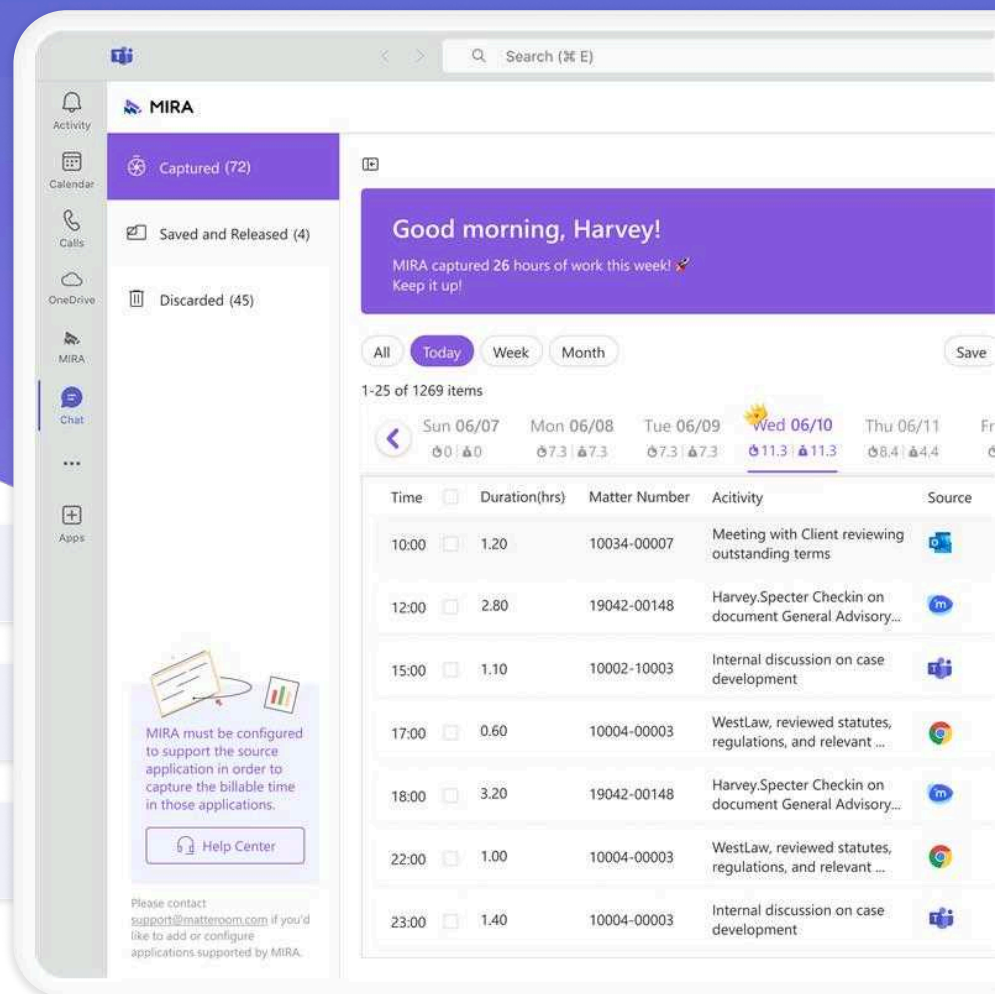 Search (⌘ E)
Activity
Calendar
Calls
OneDrive
MIRA
Chat
Apps
MIRA
Captured (72)
Saved and Released (4)
Discarded (45)
MIRA must be configured
to support the source
application in order to
capture the billable time
in those applications.
Help Center
Please contact
support@matteroom.com if you'd
like to add or configure
applications supported by MIRA.
Good morning, Harvey!
MIRA captured 26 hours of work this week! 🚀
Keep it up!
All Today Week Month Save
1-25 of 1269 items
Sun 06/07 Mon 06/08 Tue 06/09 Wed 06/10 Thu 06/11 Fr
0 0 7.3 7.3 7.3 7.3 11.3 11.3 8.4 4.4
Time Duration(hrs) Matter Number Acitivity Source
10:00 1.20 10034-00007 Meeting with Client reviewing
outstanding terms
12:00 2.80 19042-00148 Harvey.Specter Checkin on
document General Advisory...
15:00 1.10 10002-10003 Internal discussion on case
development
17:00 0.60 10004-00003 WestLaw, reviewed statutes,
regulations, and relevant ...
18:00 3.20 19042-00148 Harvey.Specter Checkin on
document General Advisory...
22:00 1.00 10004-00003 WestLaw, reviewed statutes,
regulations, and relevant ...
23:00 1.40 10004-00003 Internal discussion on case
development